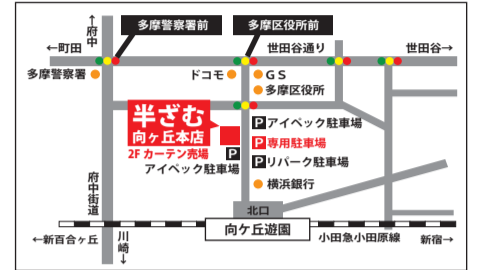 ←府中
多摩警察署前
多摩区役所前
←町田
世田谷通り
世田谷→
多摩警察署
ドコモ
GS
多摩区役所
半ざむ
向ヶ丘本店
2F カーテン売場
P アイペック駐車場
P 専用駐車場
P リパーク駐車場
P
アイペック駐車場
横浜銀行
府中街道
北口
向ケ丘遊園
←新百合ヶ丘
川崎→
小田急小田原線
新宿→